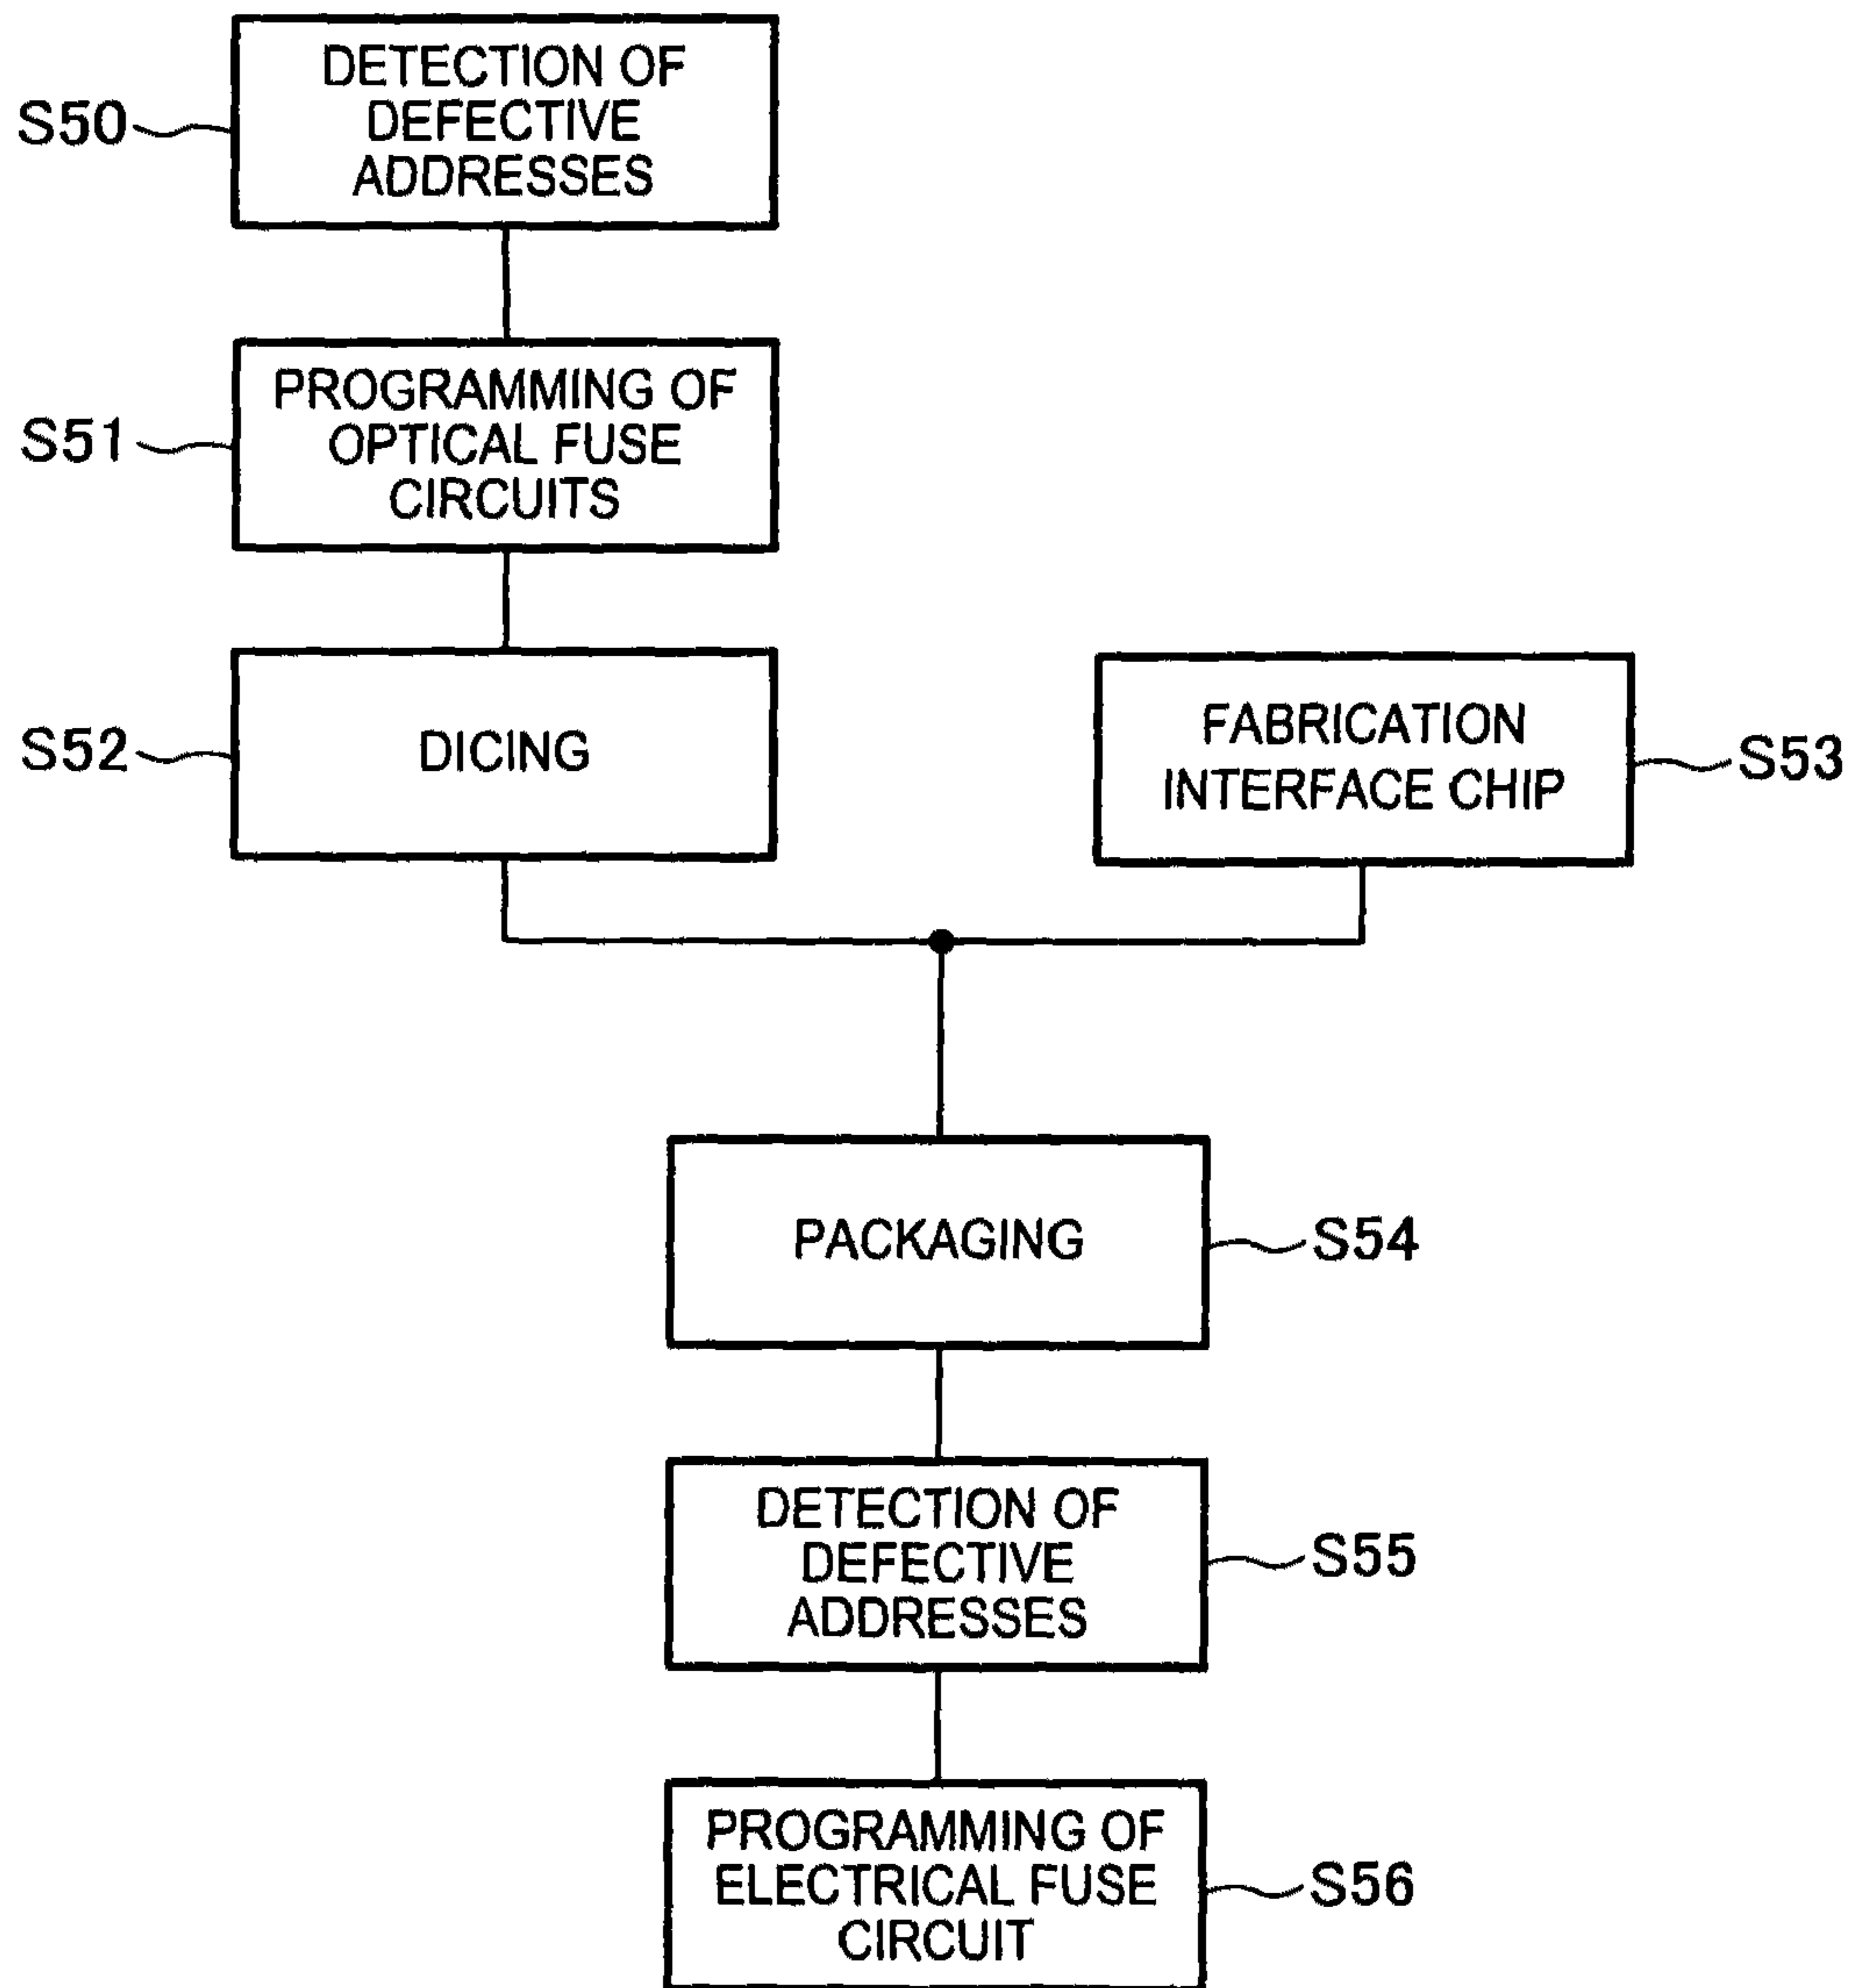 DETECTION OF
DEFECTIVE
ADDRESSES
S50
PROGRAMMING OF
OPTICAL FUSE
CIRCUITS
S51
DICING
S52
FABRICATION
INTERFACE CHIP
S53
PACKAGING
S54
DETECTION OF
DEFECTIVE
ADDRESSES
S55
PROGRAMMING OF
ELECTRICAL FUSE
CIRCUIT
S56